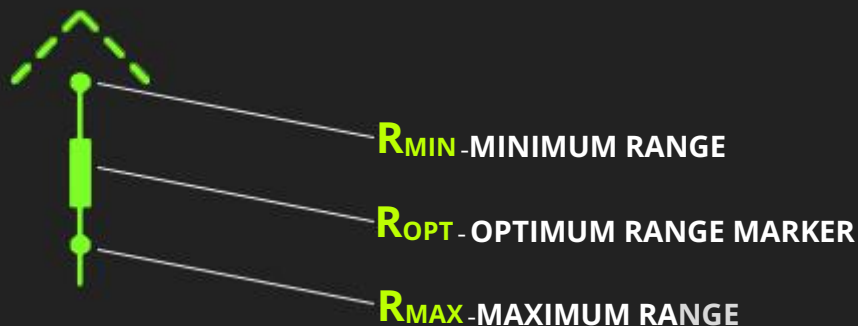 RMIN-MINIMUM RANGE
ROPT-OPTIMUM RANGE MARKER
RMAX-MAXIMUM RANGE